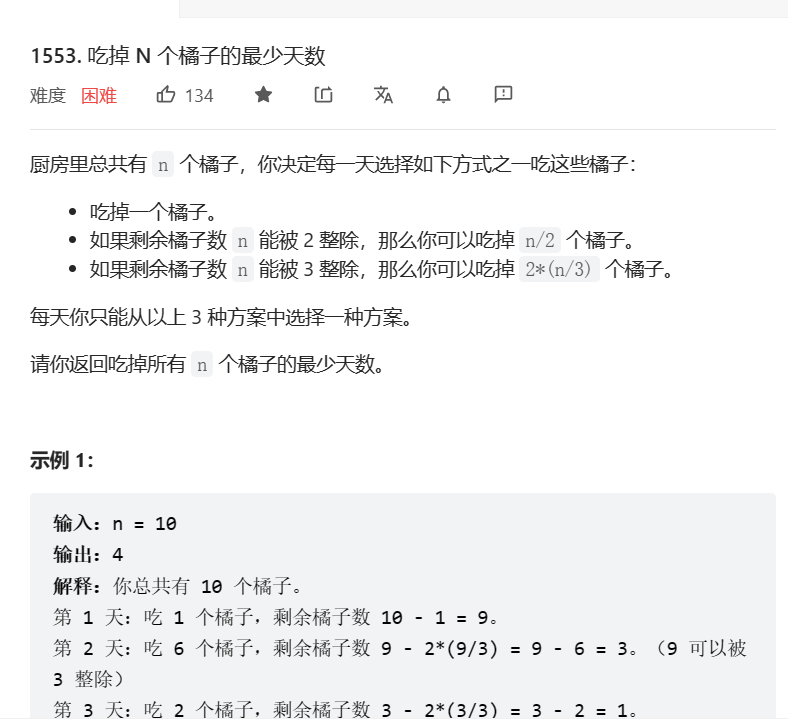 1553. 吃掉 N 个橘子的最少天数
难度 困难 134
厨房里总共有 n 个橘子，你决定每一天选择如下方式之一吃这些橘子：
吃掉一个橘子。
如果剩余橘子数 n 能被 2 整除，那么你可以吃掉 n/2 个橘子。
如果剩余橘子数 n 能被 3 整除，那么你可以吃掉 2*(n/3) 个橘子。
每天你只能从以上 3 种方案中选择一种方案。
请你返回吃掉所有 n 个橘子的最少天数。
示例 1：
输入：n = 10
输出：4
解释：你总共有 10 个橘子。
第 1 天：吃 1 个橘子，剩余橘子数 10 - 1 = 9。
第 2 天：吃 6 个橘子，剩余橘子数 9 - 2*(9/3) = 9 - 6 = 3。（9 可以被
3 整除）
第 3 天：吃 2 个橘子，剩余橘子数 3 - 2*(3/3) = 3 - 2 = 1。